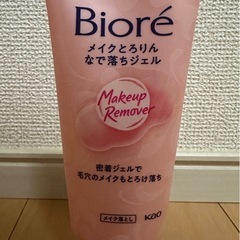 Bioré
メイクとろりん
なで落ちジェル
Makeup
Remover
密着ジェルで
毛穴のメイクもとろけ落ち
メイク落とし
Kao